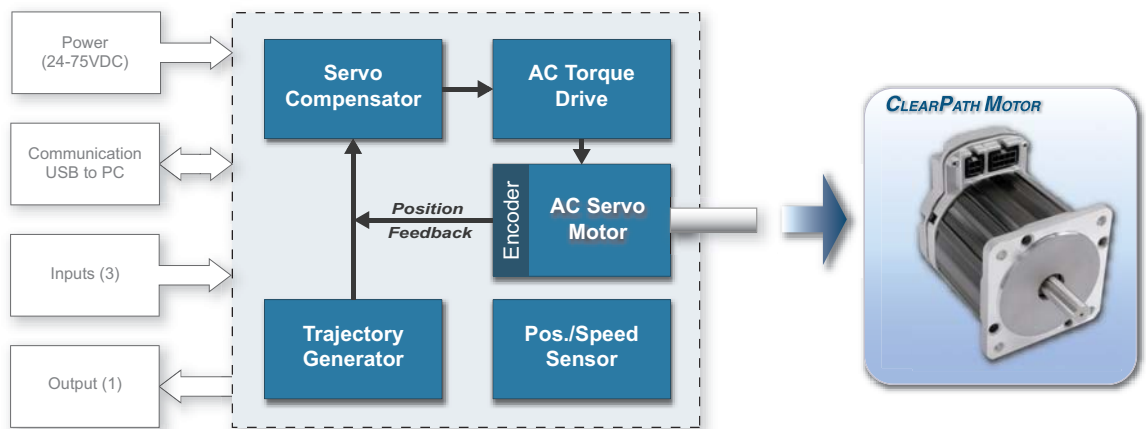 Power
(24-75VDC)
Communication
USB to PC
Inputs (3)
Output (1)
Servo
Compensator
AC Torque
Drive
Position
Feedback
Encoder
AC Servo
Motor
Trajectory
Generator
Pos./Speed
Sensor
CLEARPATH MOTOR